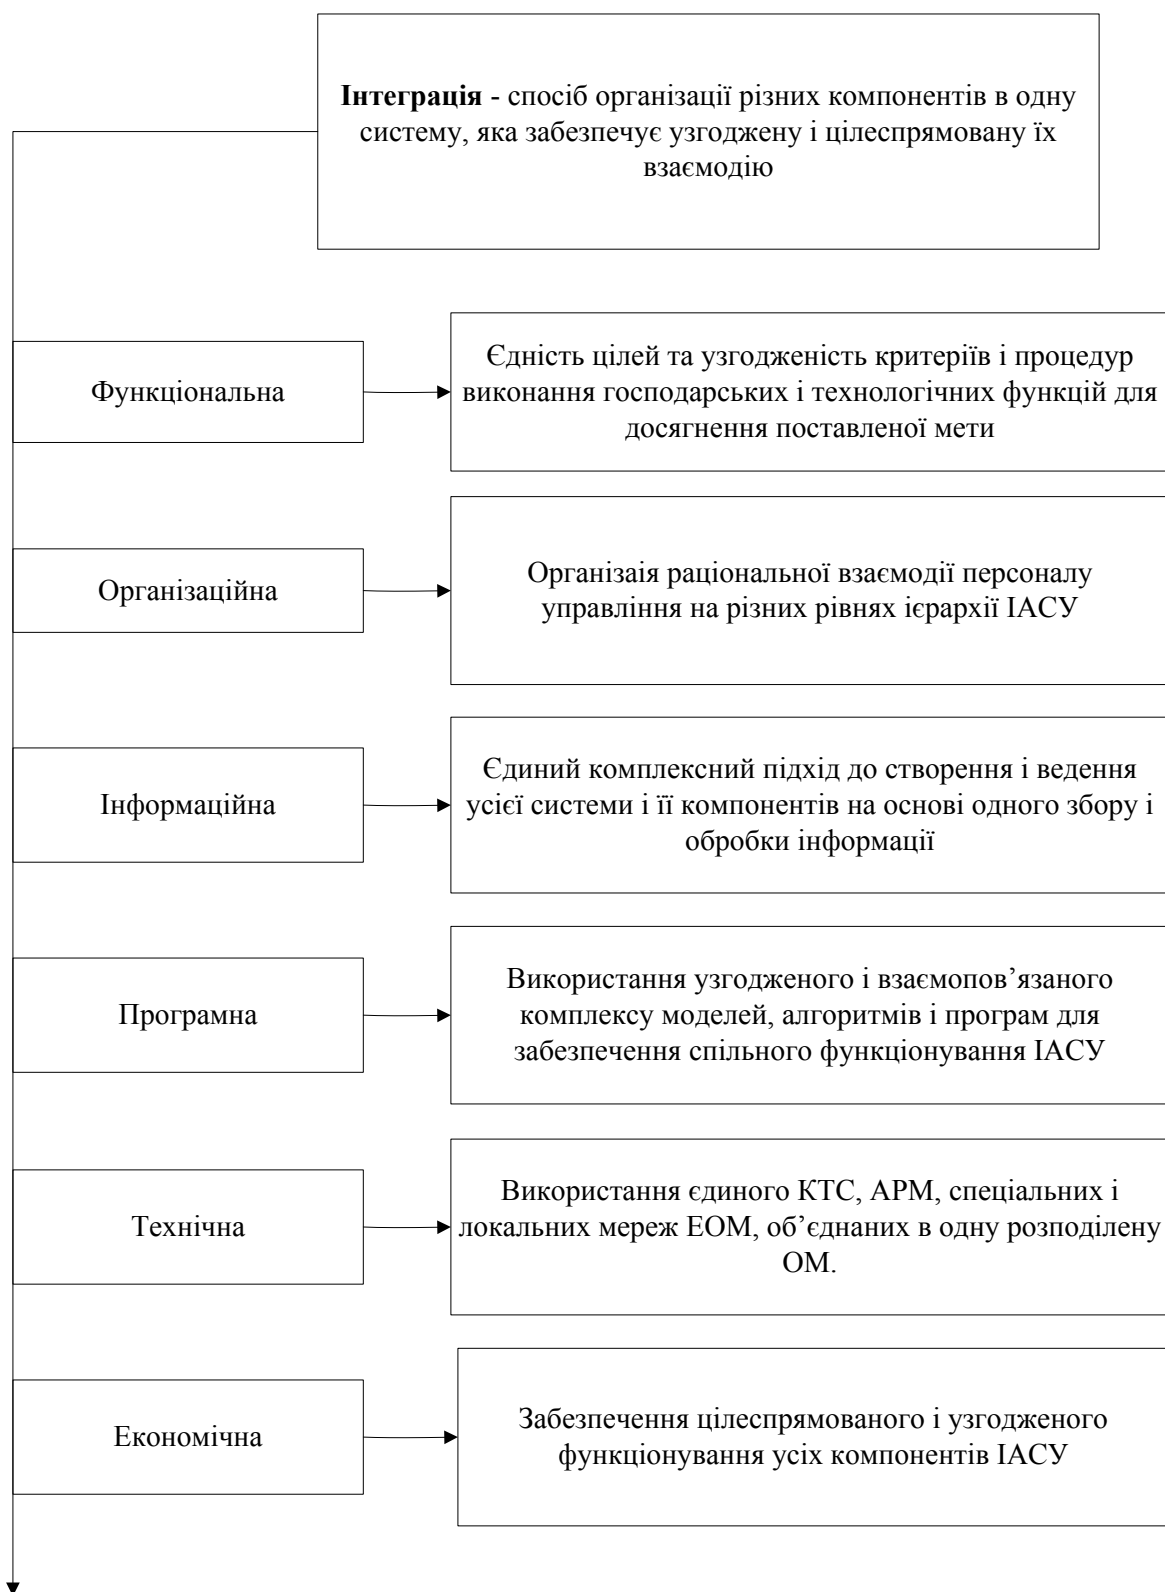 Інтеграція - спосіб організації різних компонентів в одну
систему, яка забезпечує узгоджену і цілеспрямовану їх
взаємодію
Функціональна
Єдність цілей та узгодженість критеріїв і процедур
виконання господарських і технологічних функцій для
досягнення поставленої мети
Організаційна
Організаія раціональної взаємодії персоналу
управління на різних рівнях ієрархії ІАСУ
Інформаційна
Єдиний комплексний підхід до створення і ведення
усієї системи і її компонентів на основі одного збору і
обробки інформації
Програмна
Використання узгодженого і взаємопов’язаного
комплексу моделей, алгоритмів і програм для
забезпечення спільного функціонування ІАСУ
Технічна
Використання єдиного КТС, АРМ, спеціальних і
локальних мереж ЕОМ, об’єднаних в одну розподілену
ОМ.
Економічна
Забезпечення цілеспрямованого і узгодженого
функціонування усіх компонентів ІАСУ